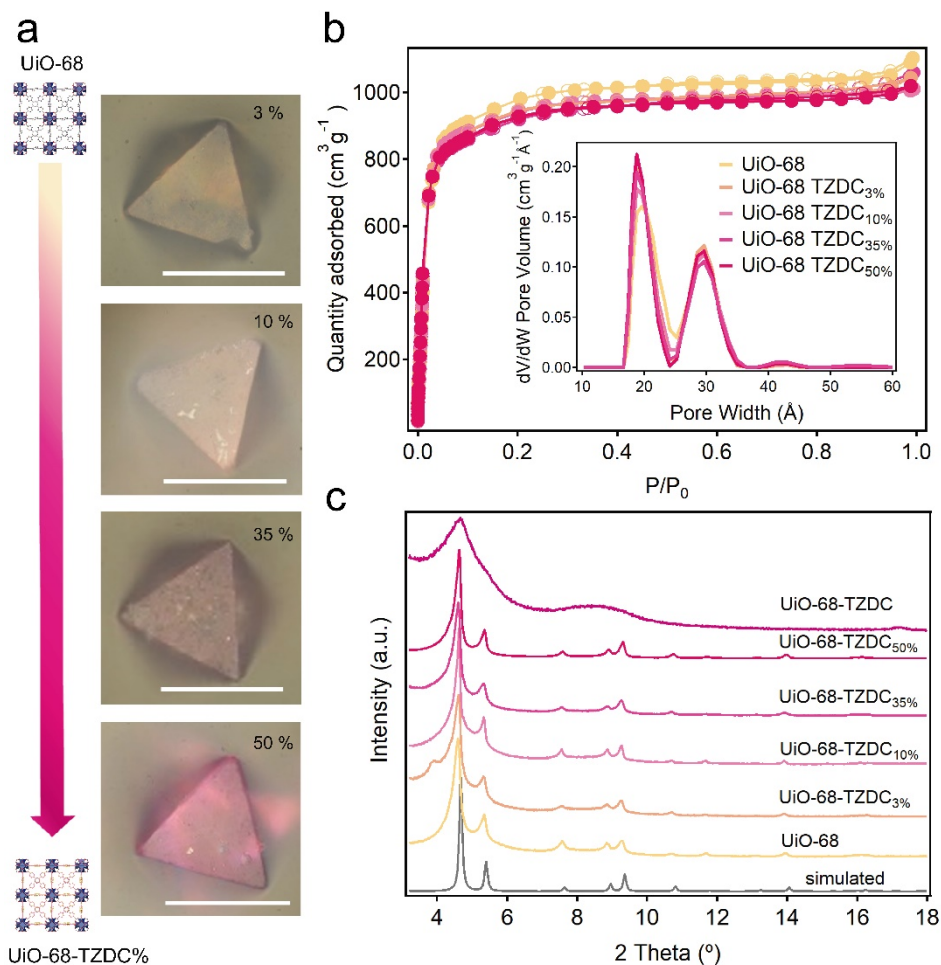 a
UiO-68
3 %
10 %
35 %
50 %
UiO-68-TZDC%
b
Quantity adsorbed (cm³ g⁻¹)
1000
800
600
400
200
0.0 0.2 0.4 0.6 0.8 1.0
P/P₀
dV/dW Pore Volume (cm³ g⁻¹ Å⁻¹)
0.20
0.15
0.10
0.05
0.00
10 20 30 40 50 60
Pore Width (Å)
UiO-68
UiO-68 TZDC₃%
UiO-68 TZDC₁₀%
UiO-68 TZDC₃₅%
UiO-68 TZDC₅₀%
c
Intensity (a.u.)
UiO-68-TZDC
UiO-68-TZDC₅₀%
UiO-68-TZDC₃₅%
UiO-68-TZDC₁₀%
UiO-68-TZDC₃%
UiO-68
simulated
4 6 8 10 12 14 16 18
2 Theta (º)